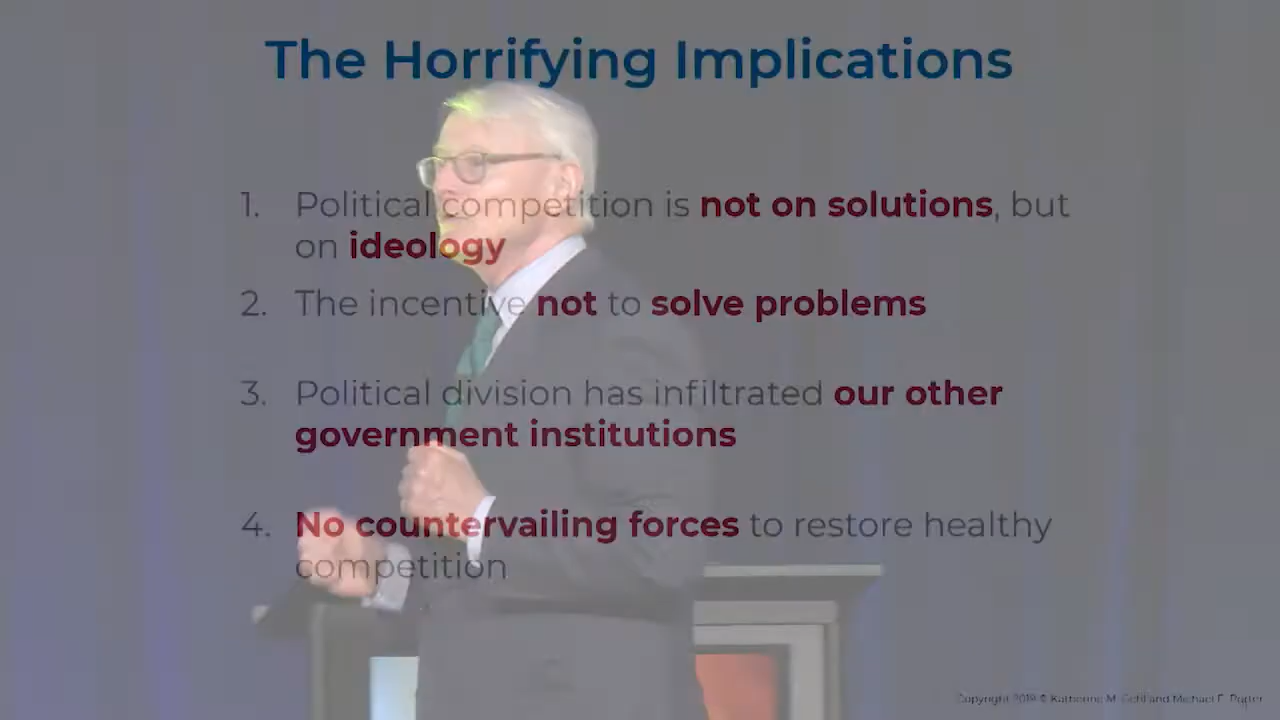 The Horrifying Implications
1. Political competition is not on solutions, but
on ideology
2. The incentive not to solve problems
3. Political division has infiltrated our other
government institutions
4. No countervailing forces to restore healthy
competition
Copyright 2019 © Katherine M. Gehl and Michael E. Porter